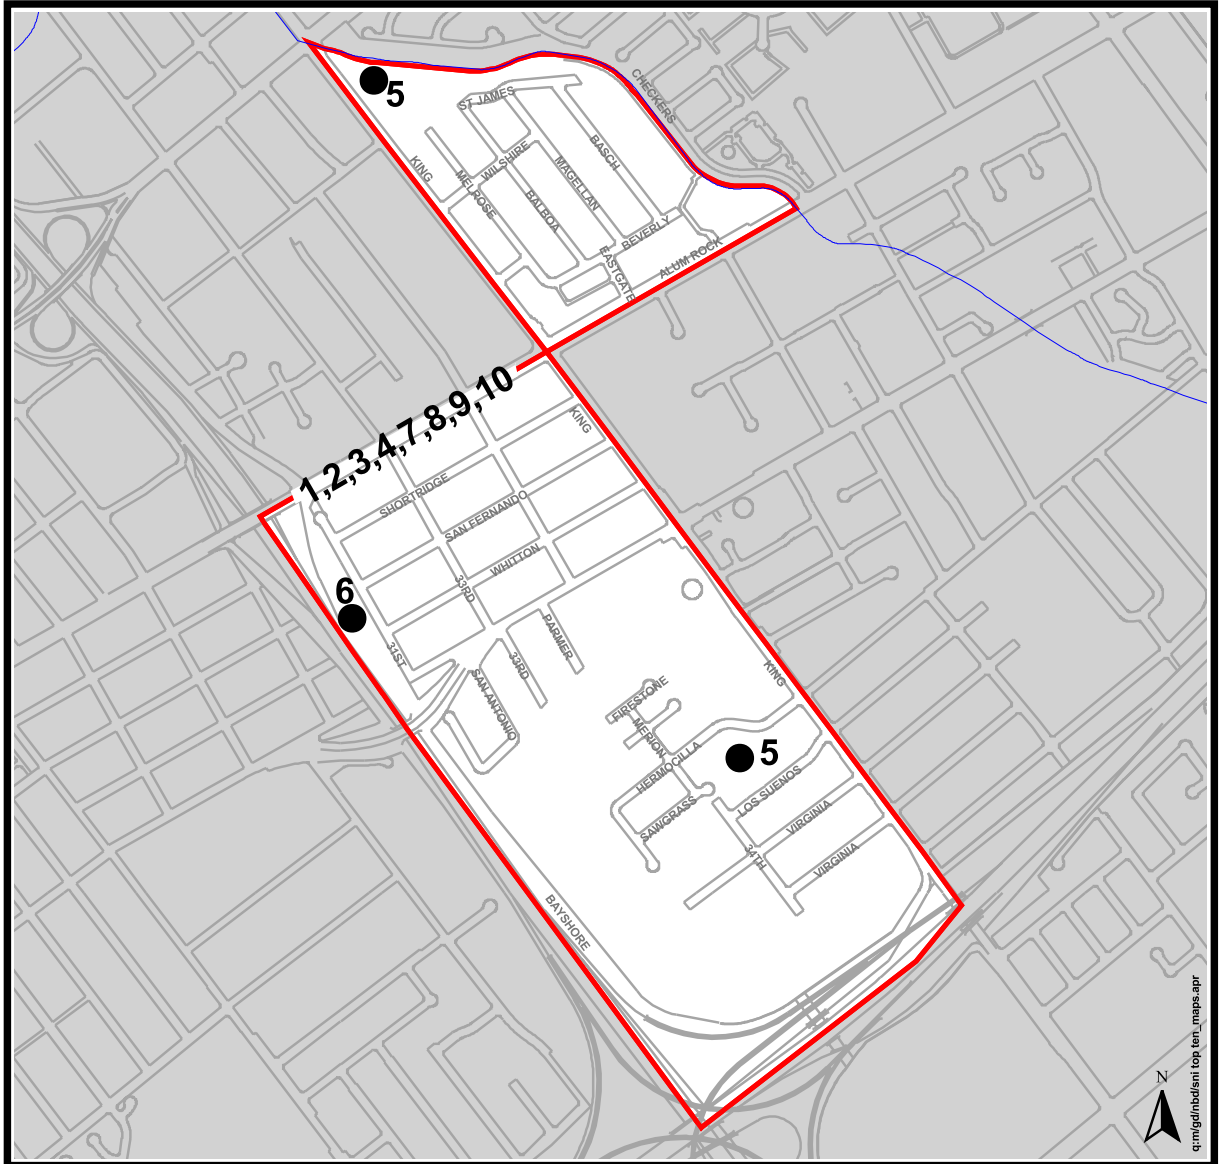 5
CHECKERS
ST JAMES
KING
WILSHIRE
BASCH
MELROSE
MAGELLAN
BALBOA
BEVERLY
EASTGATE
ALUM ROCK
1,2,3,4,7,8,9,10
KING
SHORTRIDGE
SAN FERNANDO
WHITTON
33RD
6
31ST
PARMER
33RD
SAN ANTONIO
KING
FIRESTONE
MERION
HERMOCILLA
5
LOS SUENOS
SAWGRASS
VIRGINIA
34TH
VIRGINIA
BAYSHORE
N
q:m/gd/nbd/sni top ten_maps.apr